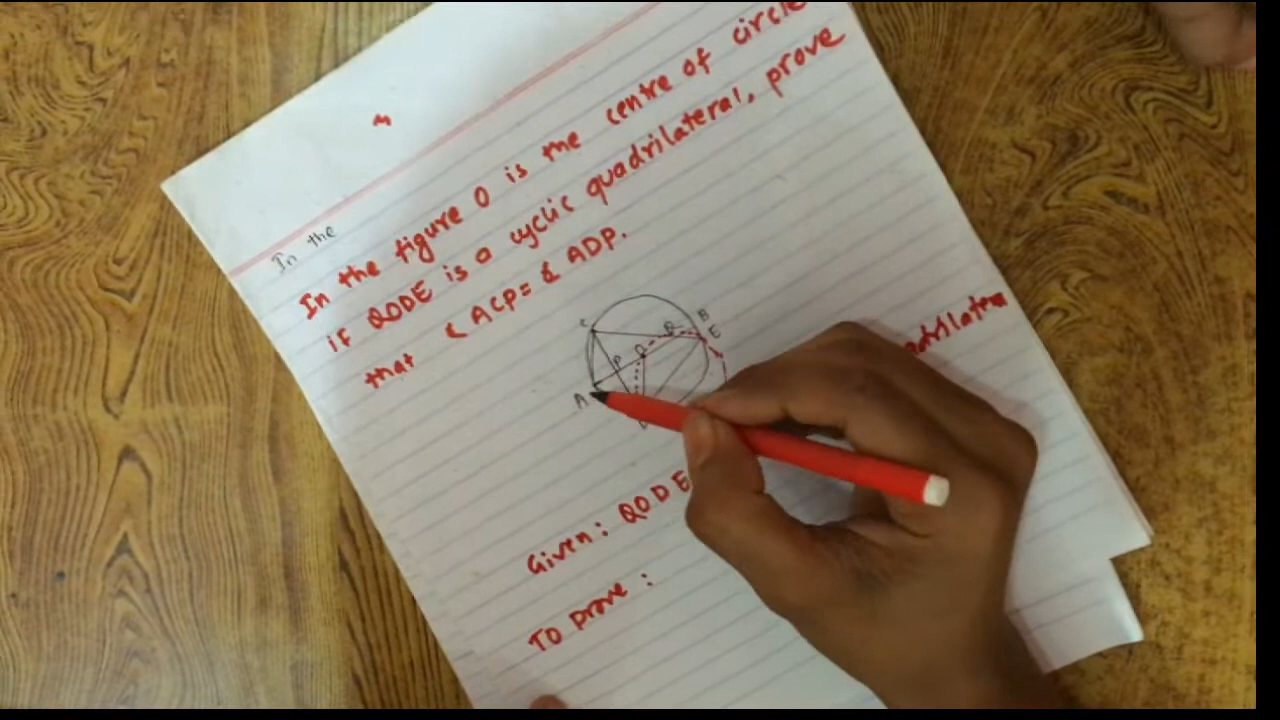 In the
In the figure O is the centre of circle
if QODE is a cyclic quadrilateral, prove
that ∠ ACP = & ADP.
C
B
E
P
O
A
Given : QODE
To prove :